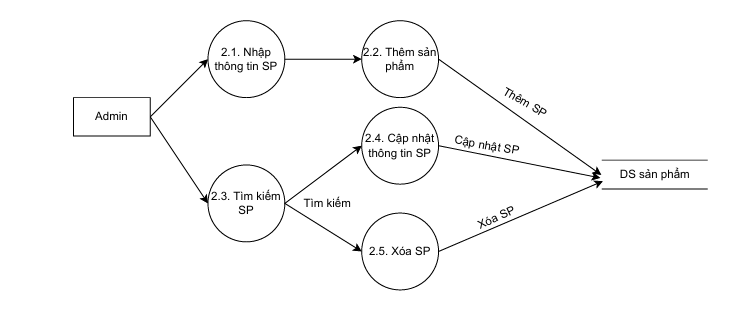 2.1. Nhập
thông tin SP
2.2. Thêm sản
phẩm
Thêm SP
Admin
2.4. Cập nhật
thông tin SP
Cập nhật SP
DS sản phẩm
2.3. Tìm kiếm
SP
Tìm kiếm
Xóa SP
2.5. Xóa SP